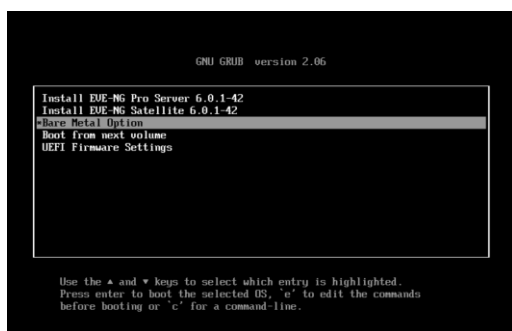 GNU GRUB version 2.06
Install EVE-NG Pro Server 6.0.1-42
Install EVE-NG Satellite 6.0.1-42
*Bare Metal Option
Boot from next volume
UEFI Firmware Settings
Use the ▲ and ▼ keys to select which entry is highlighted.
Press enter to boot the selected OS, `e' to edit the commands
before booting or `c' for a command-line.